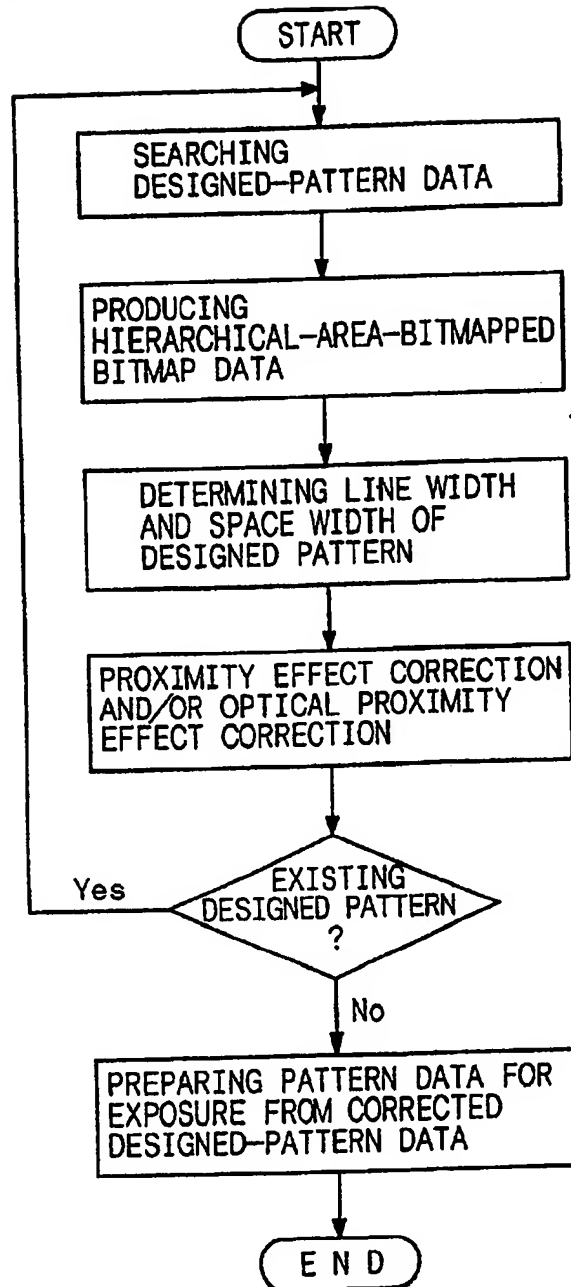 START
SEARCHING
DESIGNED-PATTERN DATA
PRODUCING
HIERARCHICAL-AREA-BITMAPPED
BITMAP DATA
DETERMINING LINE WIDTH
AND SPACE WIDTH OF
DESIGNED PATTERN
PROXIMITY EFFECT CORRECTION
AND/OR OPTICAL PROXIMITY
EFFECT CORRECTION
EXISTING
DESIGNED PATTERN
?
Yes
No
PREPARING PATTERN DATA FOR
EXPOSURE FROM CORRECTED
DESIGNED-PATTERN DATA
END